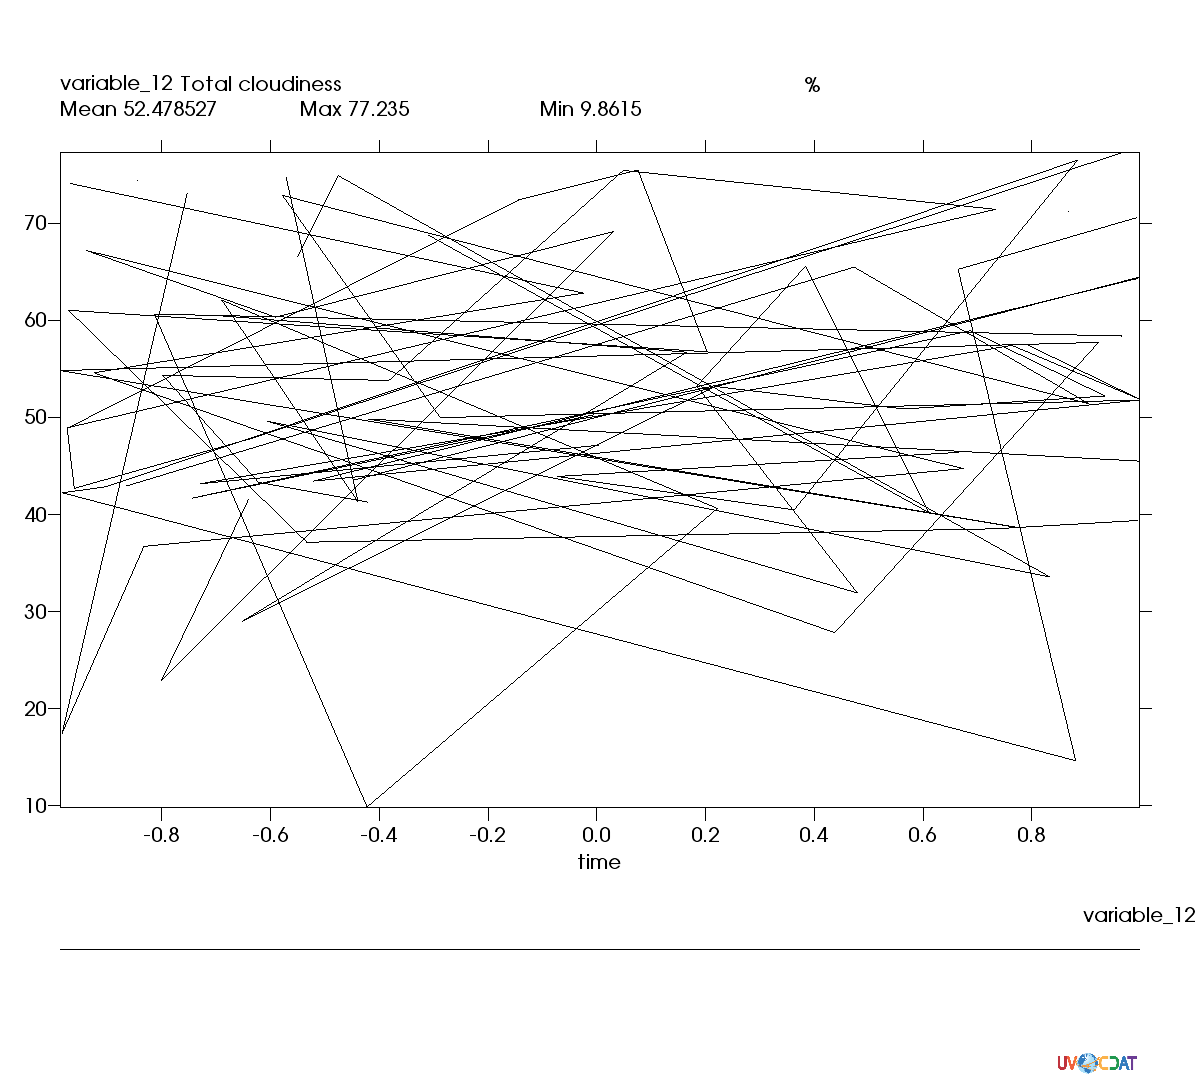 variable_12 Total cloudiness %
Mean 52.478527 Max 77.235 Min 9.8615
70
60
50
40
30
20
10
-0.8 -0.6 -0.4 -0.2 0.0 0.2 0.4 0.6 0.8
time
variable_12
UV CDAT